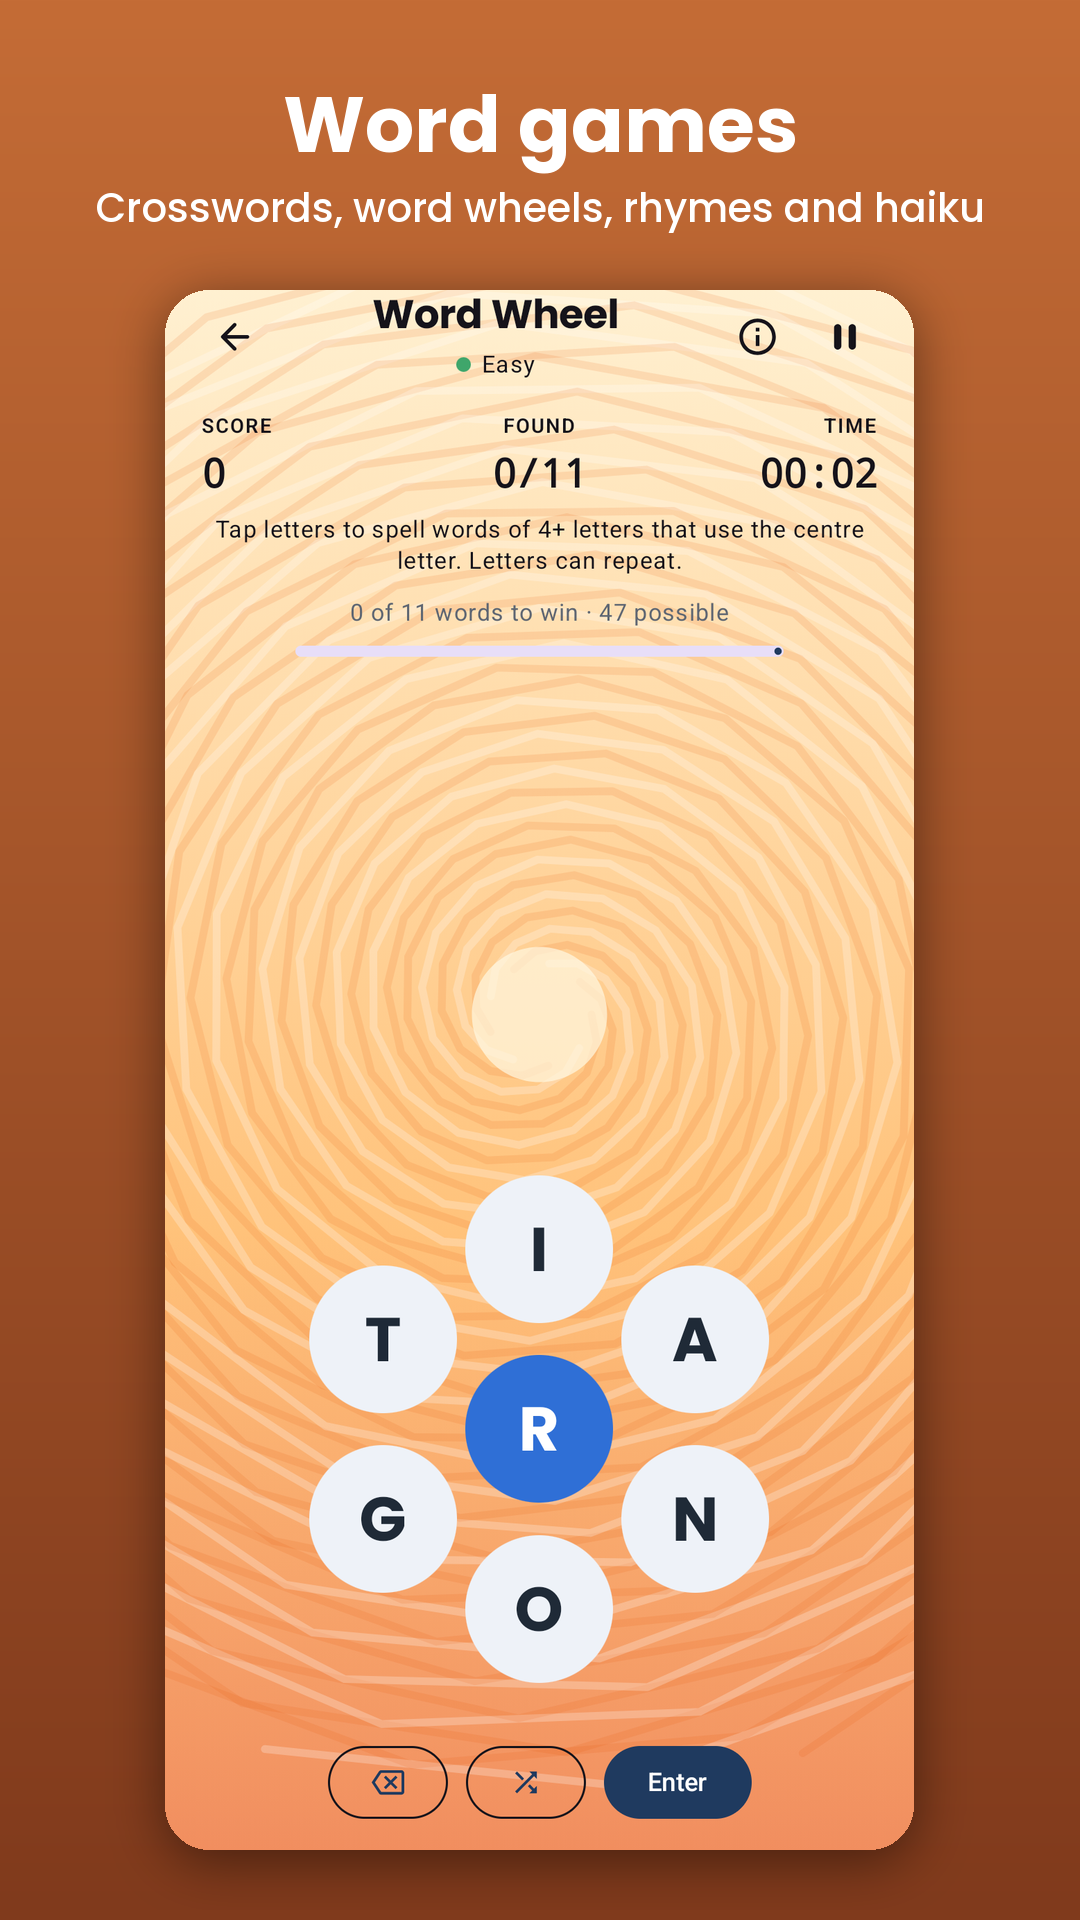 Word games
Crosswords, word wheels, rhymes and haiku
Word Wheel
Easy
SCORE
FOUND
TIME
0
0/11
00:02
Tap letters to spell words of 4+ letters that use the centre
letter. Letters can repeat.
0 of 11 words to win · 47 possible
I
T
A
R
G
N
O
Enter